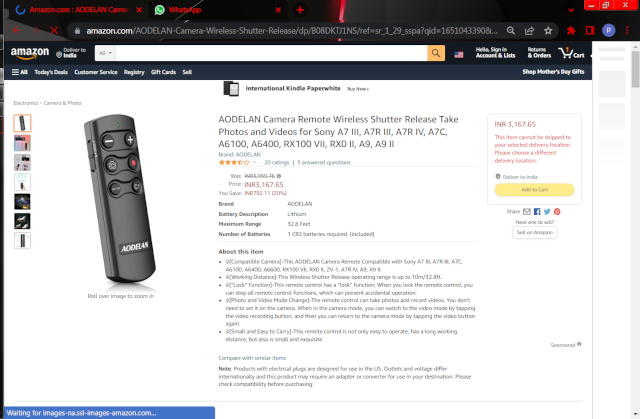 Amazon.com : AODELAN Camera
WhatsApp
amazon.com/AODELAN-Camera-Wireless-Shutter-Release/dp/B08DKTJ1NS/ref=sr_1_29_sspa?qid=1651043390&...
P
amazon
Deliver to
India
All
Hello, Sign in
Account & Lists
Returns
& Orders
Cart
All Today's Deals Customer Service Registry Gift Cards Sell
Shop Mother's Day Gifts
International Kindle Paperwhite Buy Now ›
Electronics › Camera & Photo
AODELAN
Roll over image to zoom in
AODELAN Camera Remote Wireless Shutter Release Take
Photos and Videos for Sony A7 III, A7R III, A7R IV, A7C,
A6100, A6400, RX100 VII, RX0 II, A9, A9 II
Brand: AODELAN
20 ratings | 5 answered questions
Was: INR3,959.76
Price: INR3,167.65
You Save: INR792.11 (20%)
Brand AODELAN
Battery Description Lithium
Maximum Range 32.8 Feet
Number of Batteries 1 CR2 batteries required. (included)
About this item
[Compatible Camera]-This AODELAN Camera Remote Compatible with Sony A7 III, A7R III, A7C,
A6100, A6400, A6600, RX100 VII, RX0 II, ZV-1, A7R IV, A9, A9 II.
[Working Distance]-This Wireless Shutter Release operating range is up to 10m/32.8ft.
["Lock" Function]-This remote control has a "lock" function. When you lock the remote control, you
can stop all remote control functions, which can prevent accidental operation.
[Photo and Video Mode Change]-The remote control can take photos and record videos. You don't
need to set it on the camera. When in the camera mode, you can switch to the video mode by tapping
the video recording button, and then you can return to the camera mode by tapping the video button
again.
[Small and Easy to Carry]-This remote control is not only easy to operate, has a long working
distance, but also is small and exquisite.
Compare with similar items
Note: Products with electrical plugs are designed for use in the US. Outlets and voltage differ
internationally and this product may require an adapter or converter for use in your destination. Please
check compatibility before purchasing.
INR 3,167.65
This item cannot be shipped to
your selected delivery location.
Please choose a different
delivery location.
Deliver to India
Add to Cart
Share
Have one to sell?
Sell on Amazon
Sponsored
Waiting for images-na.ssl-images-amazon.com...